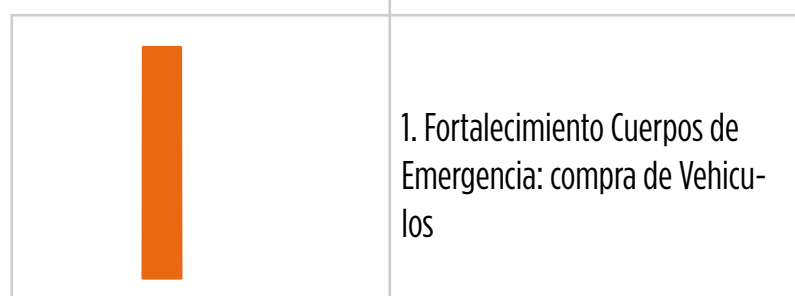 1. Fortalecimiento Cuerpos de
Emergencia: compra de Vehicu-
los